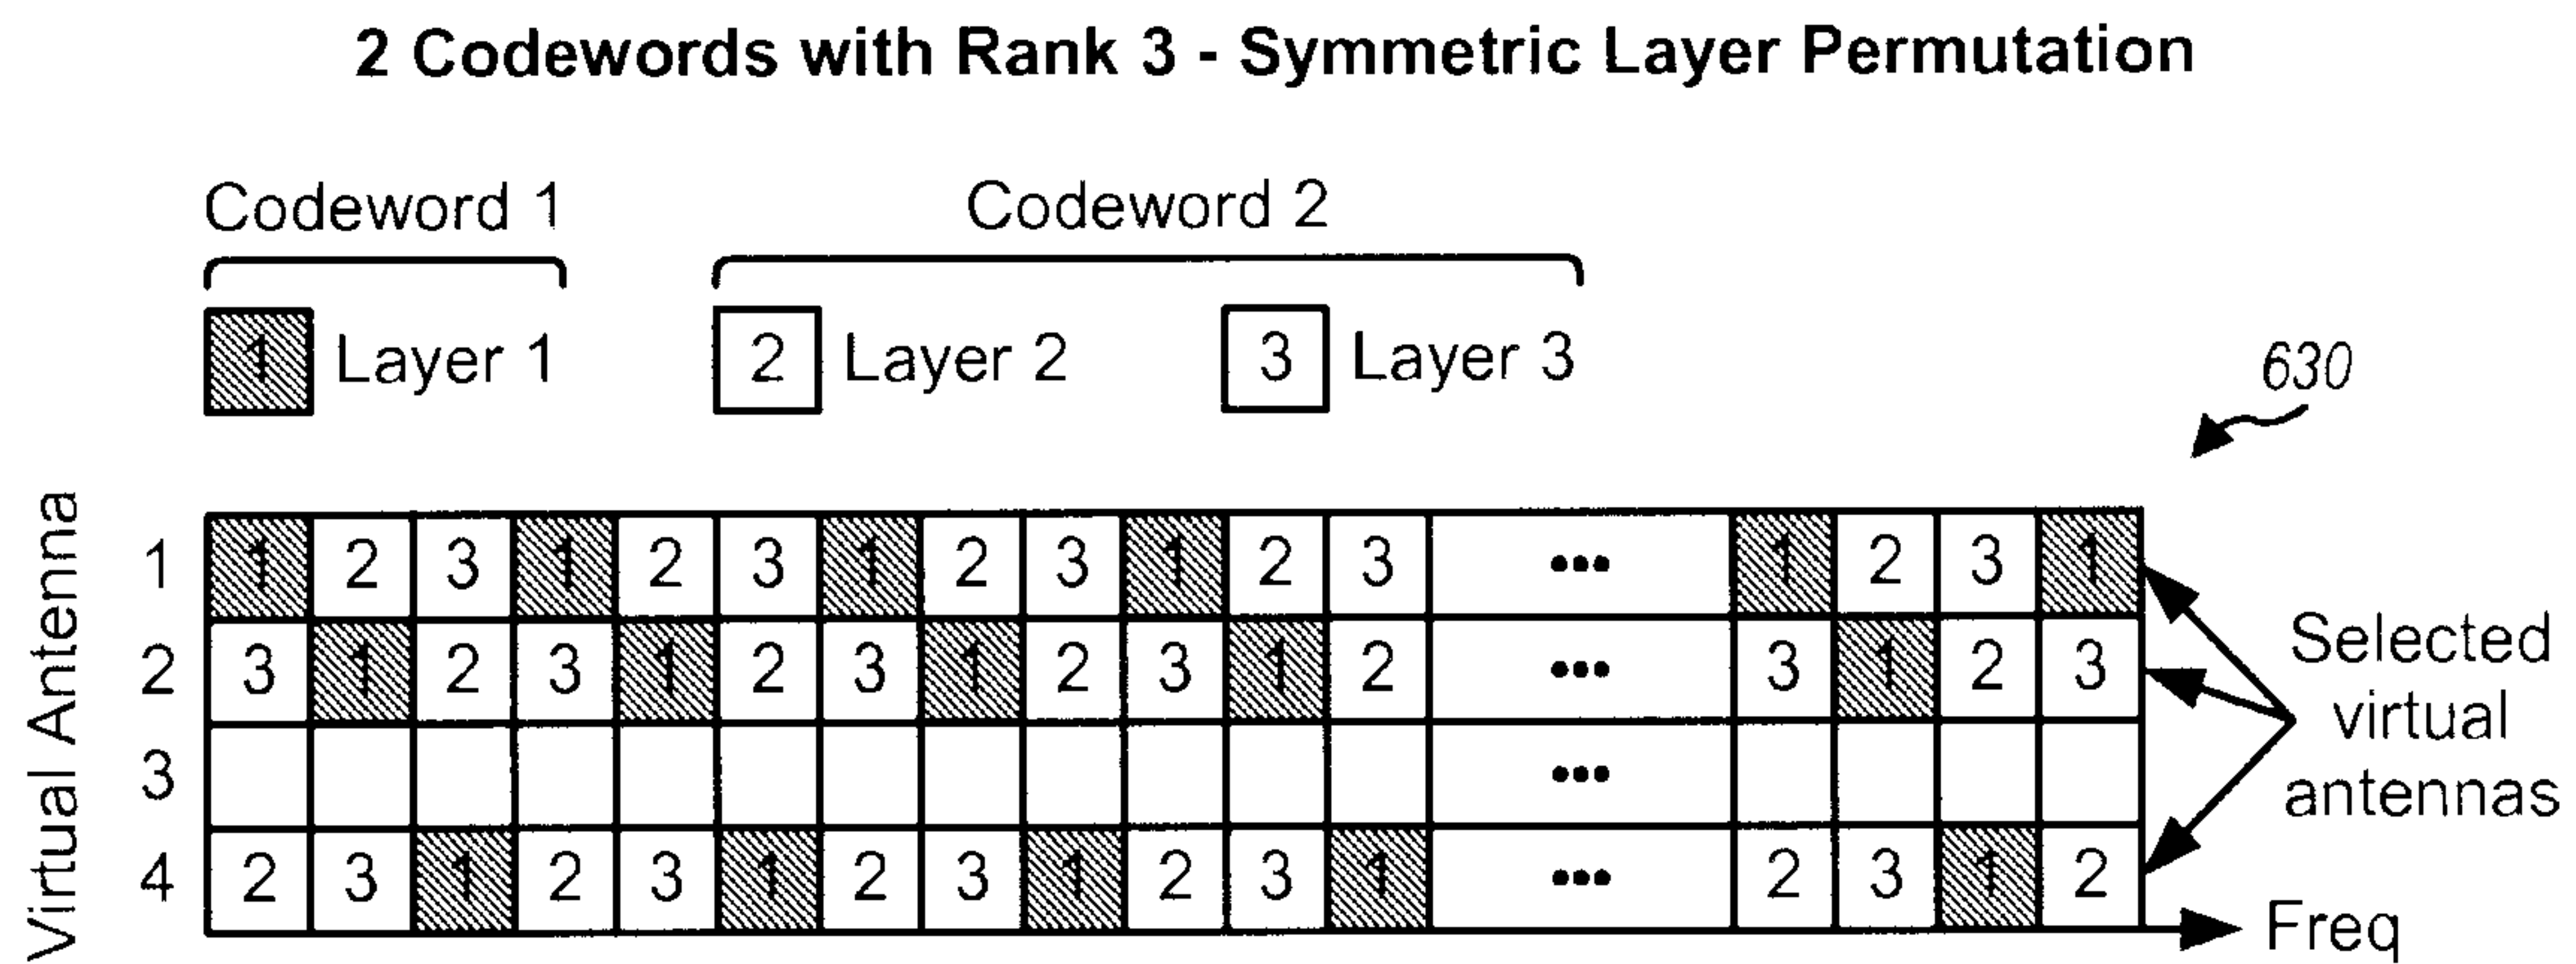 2 Codewords with Rank 3 - Symmetric Layer Permutation
Codeword 1 Codeword 2
1 Layer 1 2 Layer 2 3 Layer 3
630
Virtual Antenna
1 1 2 3 1 2 3 1 2 3 1 2 3 ••• 1 2 3 1
2 3 1 2 3 1 2 3 1 2 3 1 2 ••• 3 1 2 3
3 •••
4 2 3 1 2 3 1 2 3 1 2 3 1 ••• 2 3 1 2
Selected
virtual
antennas
Freq